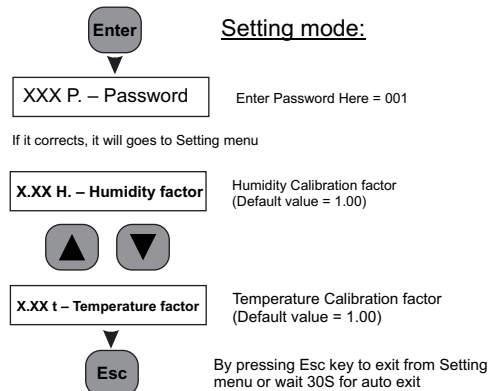 Enter
Setting mode:
XXX P. – Password
Enter Password Here = 001
If it corrects, it will goes to Setting menu
X.XX H. – Humidity factor
Humidity Calibration factor
(Default value = 1.00)
X.XX t – Temperature factor
Temperature Calibration factor
(Default value = 1.00)
Esc
By pressing Esc key to exit from Setting
menu or wait 30S for auto exit